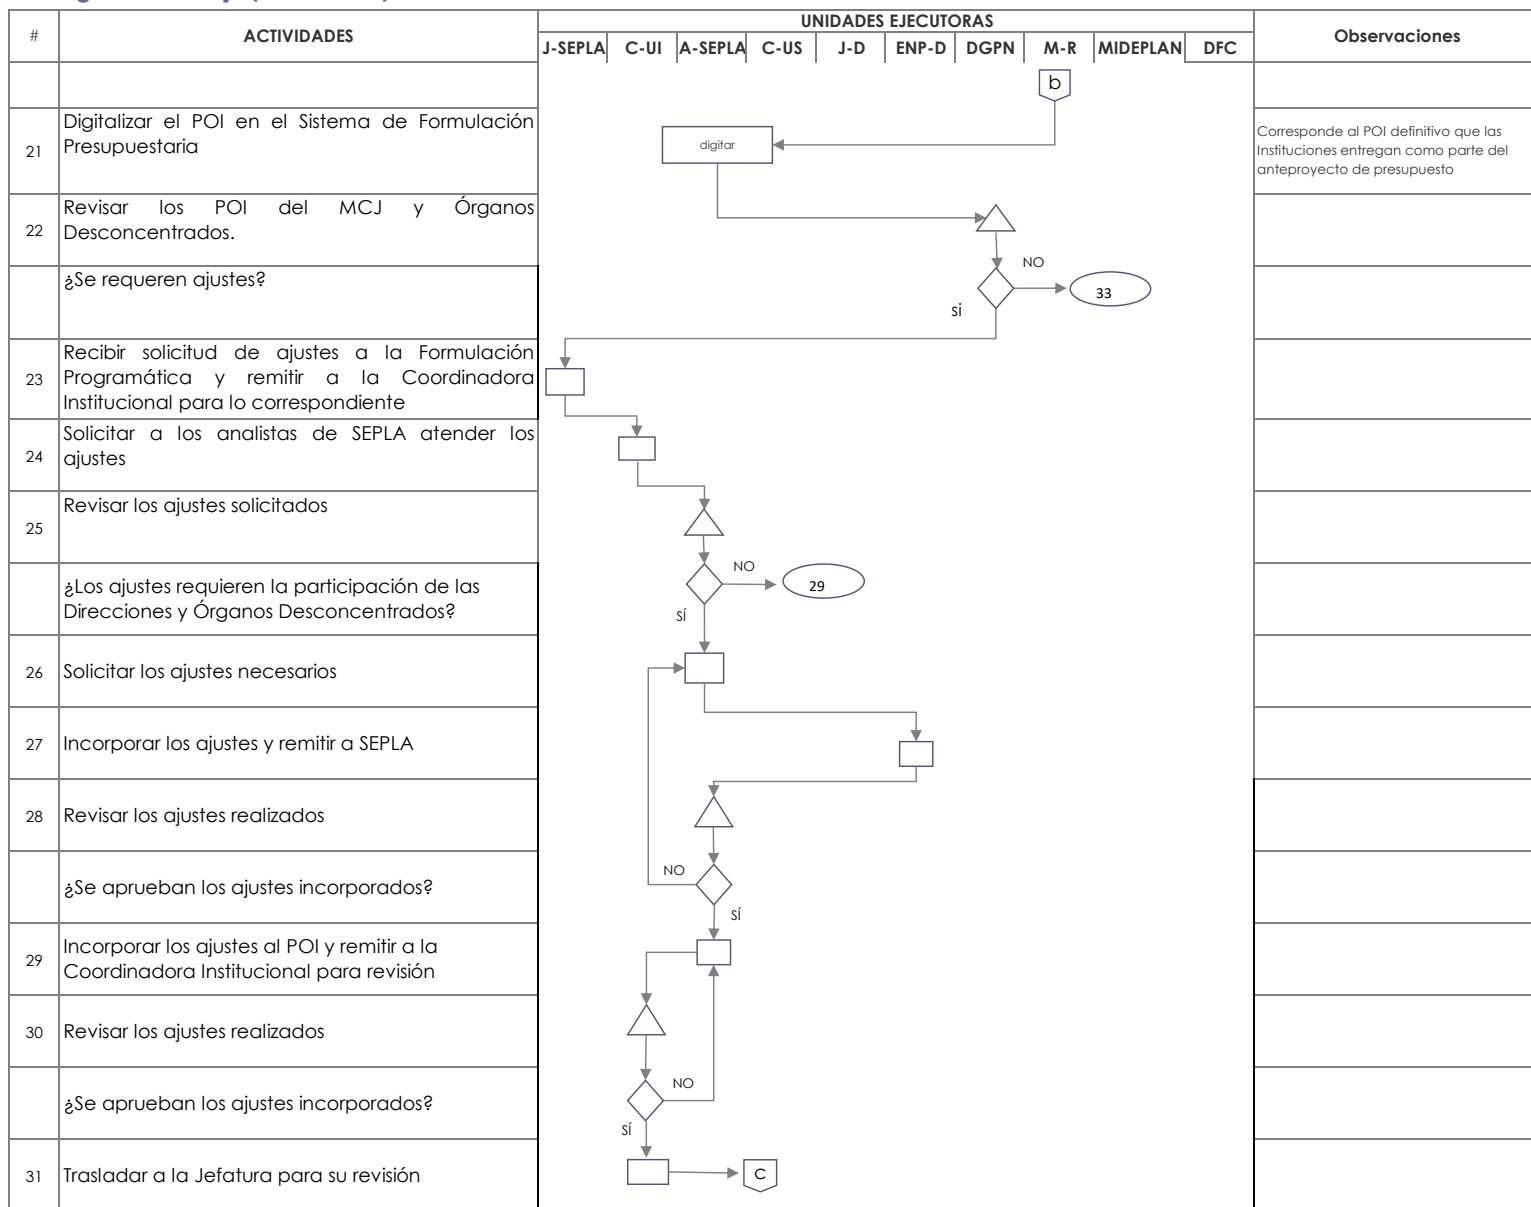 #
ACTIVIDADES
UNIDADES EJECUTORAS
Observaciones
J-SEPLA C-UI A-SEPLA C-US J-D ENP-D DGPN M-R MIDEPLAN DFC
b
21
Digitalizar el POI en el Sistema de Formulación
Presupuestaria
digitar
Corresponde al POI definitivo que las
Instituciones entregan como parte del
anteproyecto de presupuesto
22
Revisar los POI del MCJ y Órganos
Desconcentrados.
¿Se requeren ajustes?
NO
33
si
23
Recibir solicitud de ajustes a la Formulación
Programática y remitir a la Coordinadora
Institucional para lo correspondiente
24
Solicitar a los analistas de SEPLA atender los
ajustes
25
Revisar los ajustes solicitados
¿Los ajustes requieren la participación de las
Direcciones y Órganos Desconcentrados?
NO
29
sí
26
Solicitar los ajustes necesarios
27
Incorporar los ajustes y remitir a SEPLA
28
Revisar los ajustes realizados
¿Se aprueban los ajustes incorporados?
NO
sí
29
Incorporar los ajustes al POI y remitir a la
Coordinadora Institucional para revisión
30
Revisar los ajustes realizados
¿Se aprueban los ajustes incorporados?
NO
sí
31
Trasladar a la Jefatura para su revisión
C